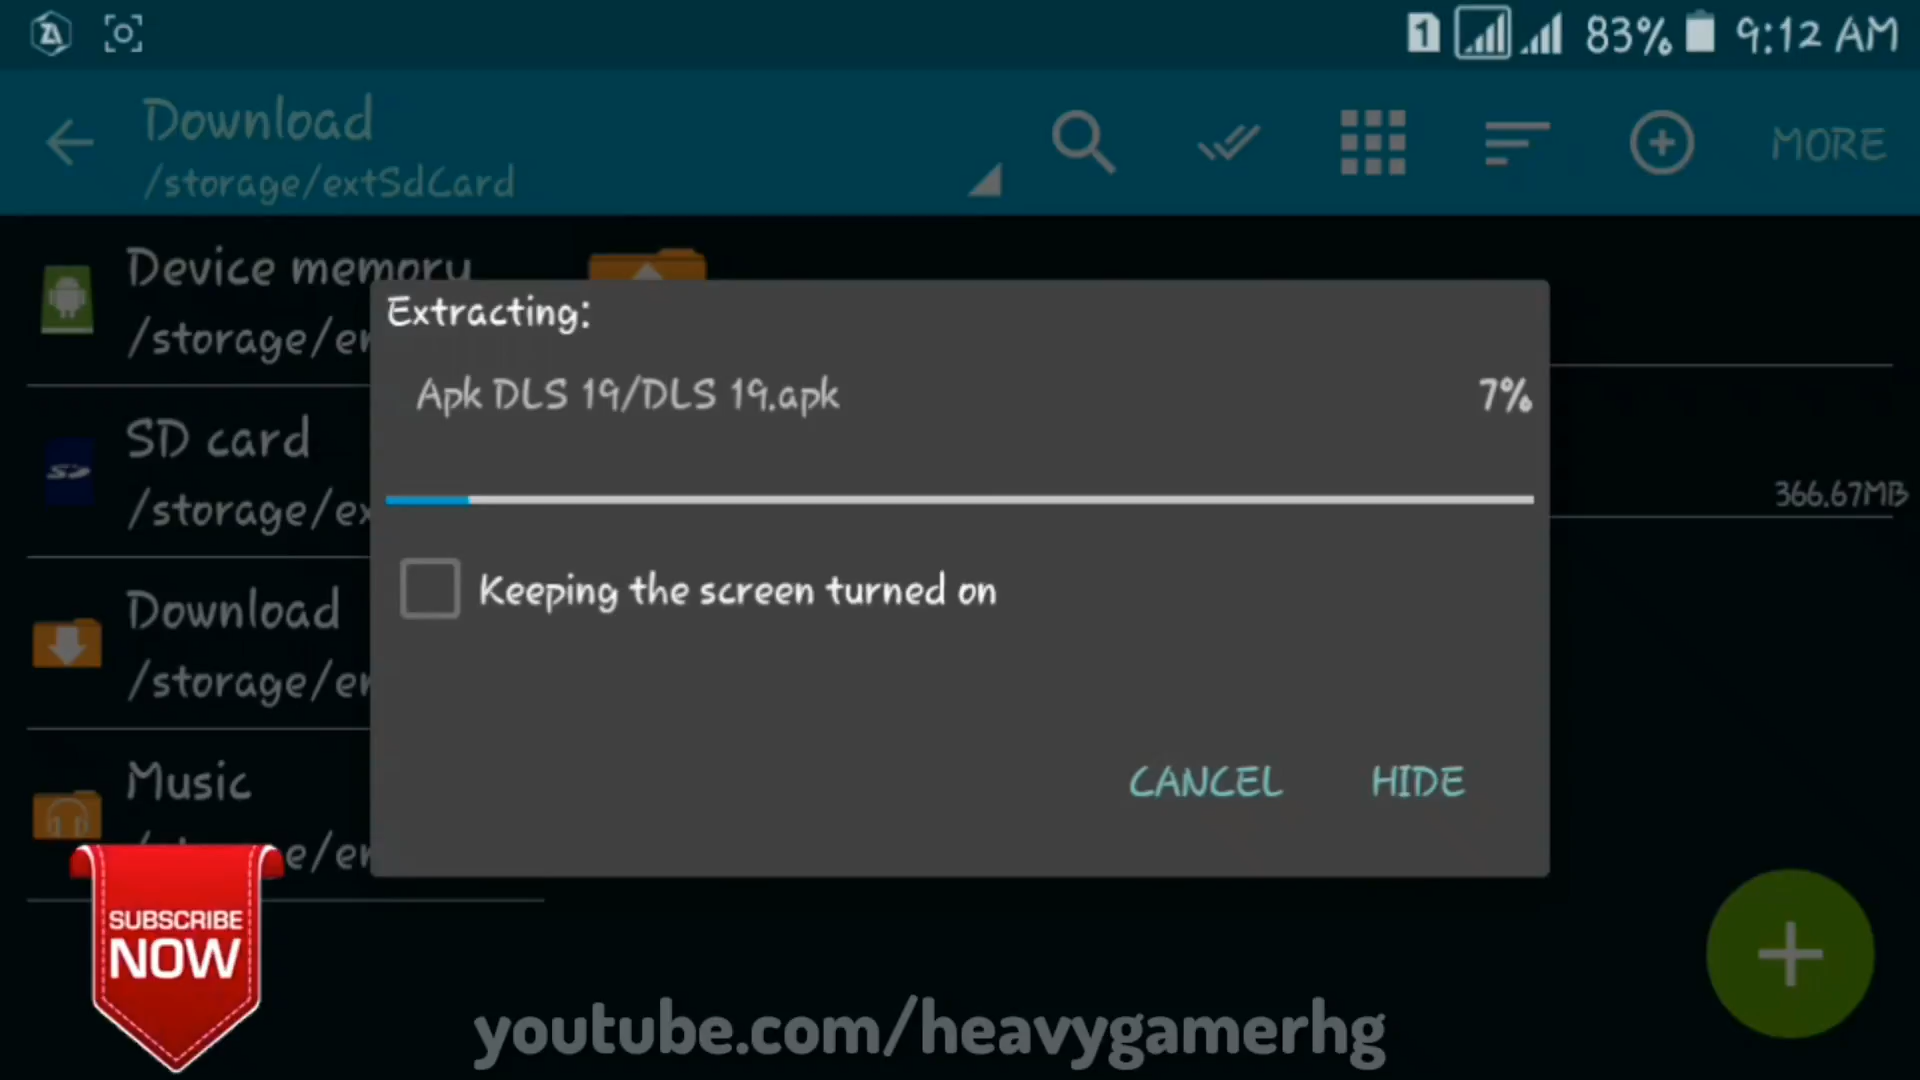 83% 9:12 AM
Download
/storage/extSdCard
MORE
Device memory
/storage/e
Extracting:
Apk DLS 19/DLS 19.apk 7%
SD card
/storage/ex
366.67MB
Keeping the screen turned on
Download
/storage/e
CANCEL HIDE
Music
e/e
SUBSCRIBE
NOW
youtube.com/heavygamerhg